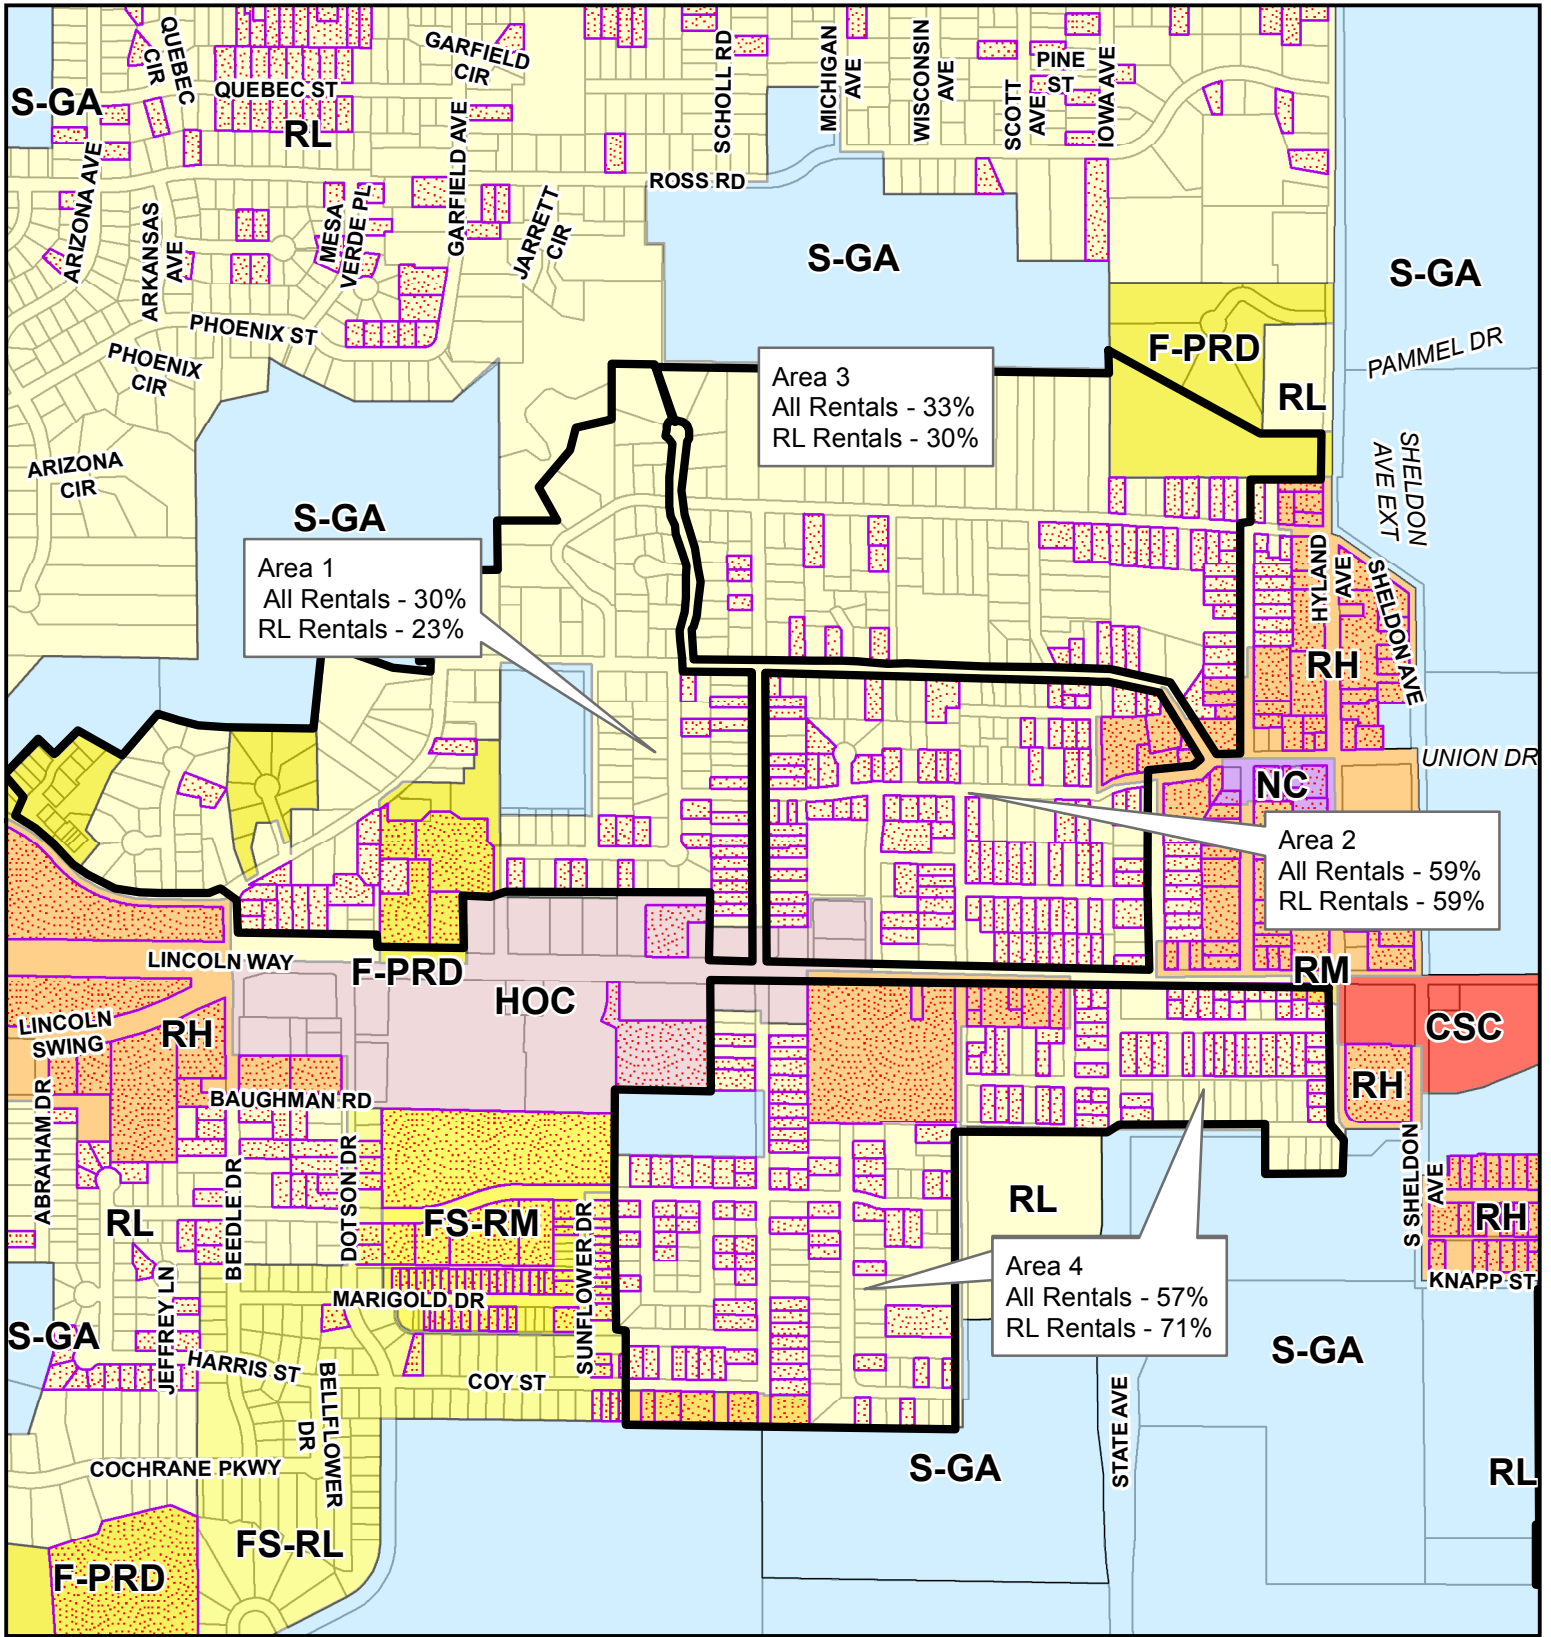 QUEBEC
CIR
GARFIELD
CIR
SCHOLL RD
MICHIGAN
AVE
WISCONSIN
AVE
SCOTT
AVE
PINE
ST
IOWA AVE
S-GA
QUEBEC ST
RL
ARIZONA AVE
GARFIELD AVE
ROSS RD
ARKANSAS
AVE
MESA
VERDE PL
JARRETT
CIR
S-GA
S-GA
PHOENIX ST
PHOENIX
CIR
F-PRD
PAMMEL DR
RL
Area 3
All Rentals - 33%
RL Rentals - 30%
ARIZONA
CIR
SHELDON
AVE EXT
S-GA
Area 1
All Rentals - 30%
RL Rentals - 23%
HYLAND
AVE
SHELDON AVE
RH
UNION DR
NC
Area 2
All Rentals - 59%
RL Rentals - 59%
LINCOLN WAY
F-PRD
RM
HOC
LINCOLN
SWING
RH
CSC
RH
ABRAHAM DR
BAUGHMAN RD
BEEDLE DR
DOTSON DR
S SHELDON
AVE
RL
FS-RM
SUNFLOWER DR
RL
RH
KNAPP ST
Area 4
All Rentals - 57%
RL Rentals - 71%
MARIGOLD DR
JEFFREY LN
S-GA
HARRIS ST
BELLFLOWER
DR
COY ST
S-GA
STATE AVE
COCHRANE PKWY
S-GA
RL
FS-RL
F-PRD